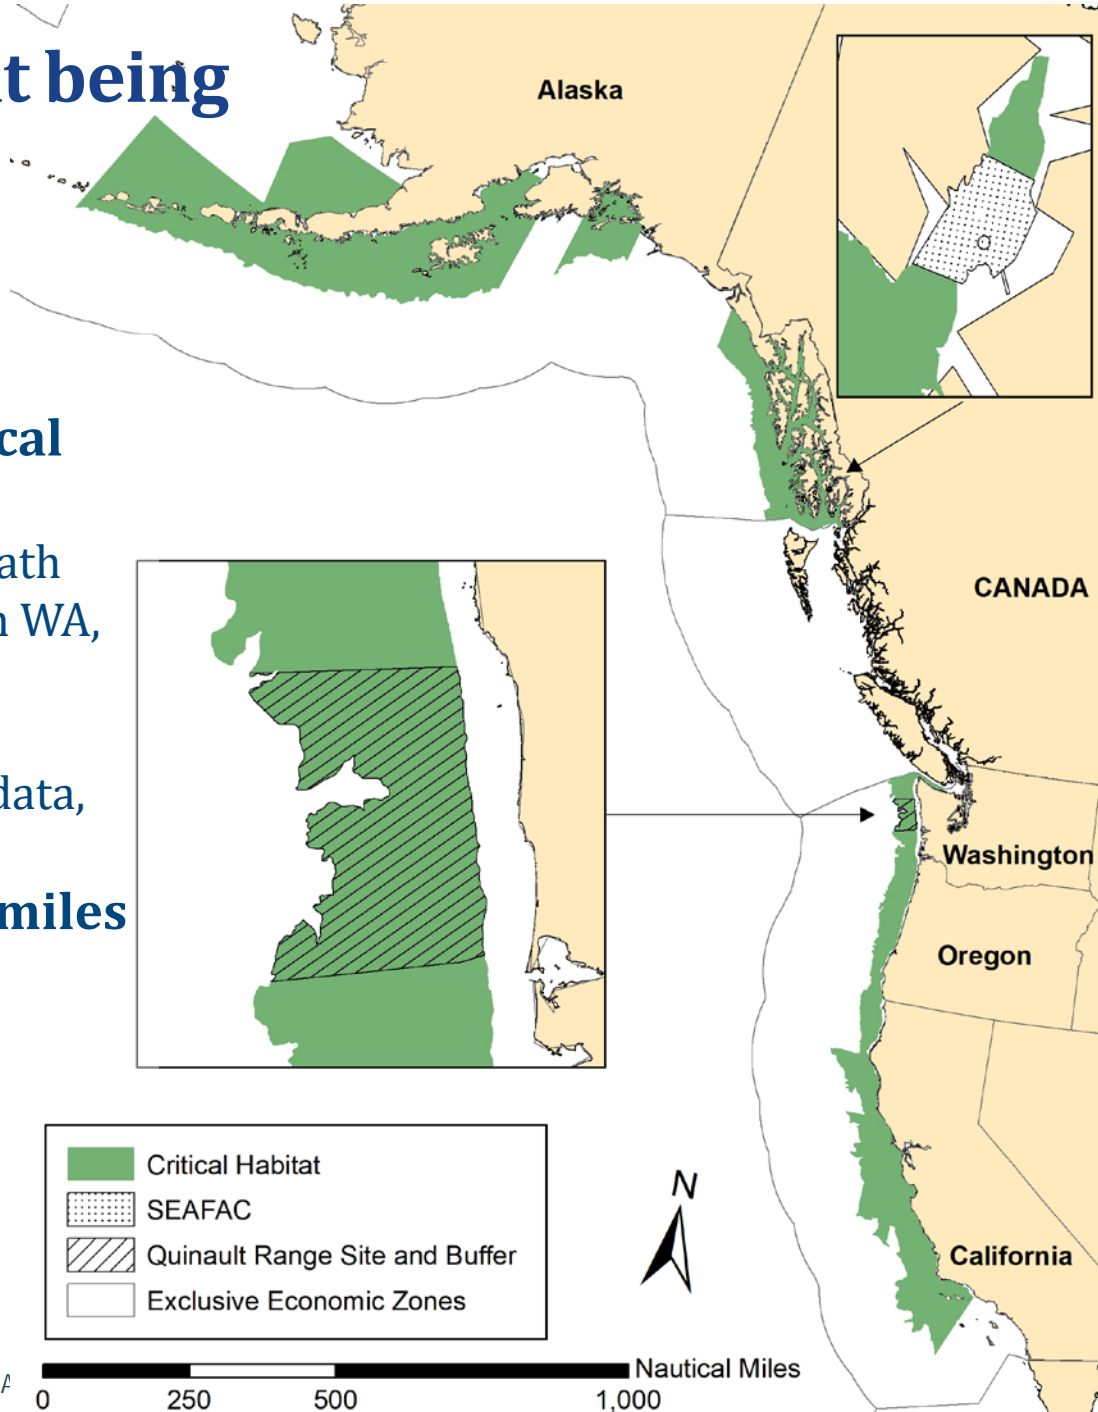 t being
Alaska
cal
ath
n WA,
CANADA
data,
Washington
miles
Oregon
Critical Habitat
SEAFAC
Quinault Range Site and Buffer
Exclusive Economic Zones
N
California
Nautical Miles
0 250 500 1,000